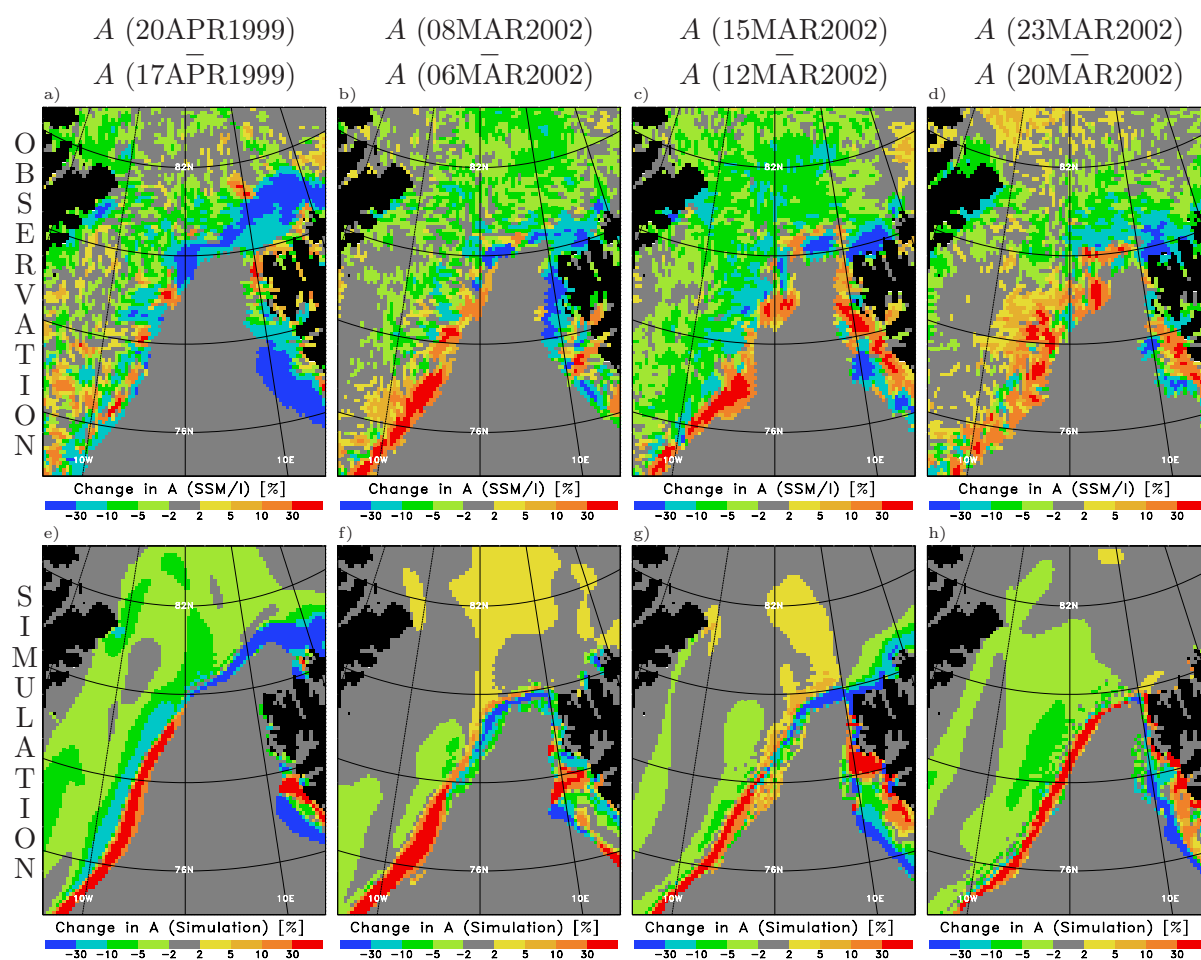 A (20APR1999) A (08MAR2002) A (15MAR2002) A (23MAR2002)
− − − −
A (17APR1999) A (06MAR2002) A (12MAR2002) A (20MAR2002)
a) b) c) d)
OBSERVATION
82N 82N 82N 82N
76N 76N 76N 76N
10W 10E 10W 10E 10W 10E 10W 10E
Change in A (SSM/I) [%] Change in A (SSM/I) [%] Change in A (SSM/I) [%] Change in A (SSM/I) [%]
−30 −10 −5 −2 2 5 10 30 −30 −10 −5 −2 2 5 10 30 −30 −10 −5 −2 2 5 10 30 −30 −10 −5 −2 2 5 10 30
e) f) g) h)
SIMULATION
82N 82N 82N 82N
76N 76N 76N 76N
10W 10E 10W 10E 10W 10E 10W 10E
Change in A (Simulation) [%] Change in A (Simulation) [%] Change in A (Simulation) [%] Change in A (Simulation) [%]
−30 −10 −5 −2 2 5 10 30 −30 −10 −5 −2 2 5 10 30 −30 −10 −5 −2 2 5 10 30 −30 −10 −5 −2 2 5 10 30